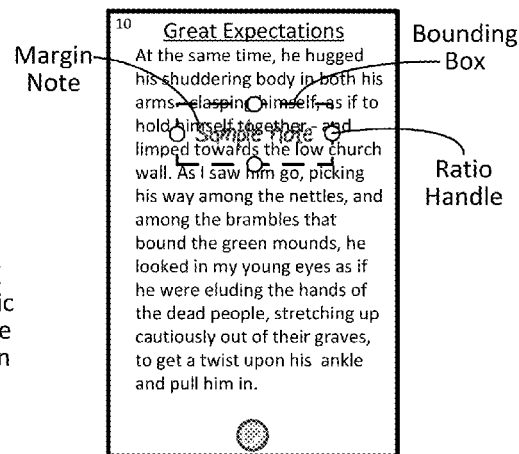 10
Great Expectations
At the same time, he hugged
his shuddering body in both his
arms--clasping himself, as if to
hold himself together - and
limped towards the low church
wall. As I saw him go, picking
his way among the nettles, and
among the brambles that
bound the green mounds, he
looked in my young eyes as if
he were eluding the hands of
the dead people, stretching up
cautiously out of their graves,
to get a twist upon his ankle
and pull him in.
Sample Note
Margin
Note
Bounding
Box
Ratio
Handle
ic
e
n